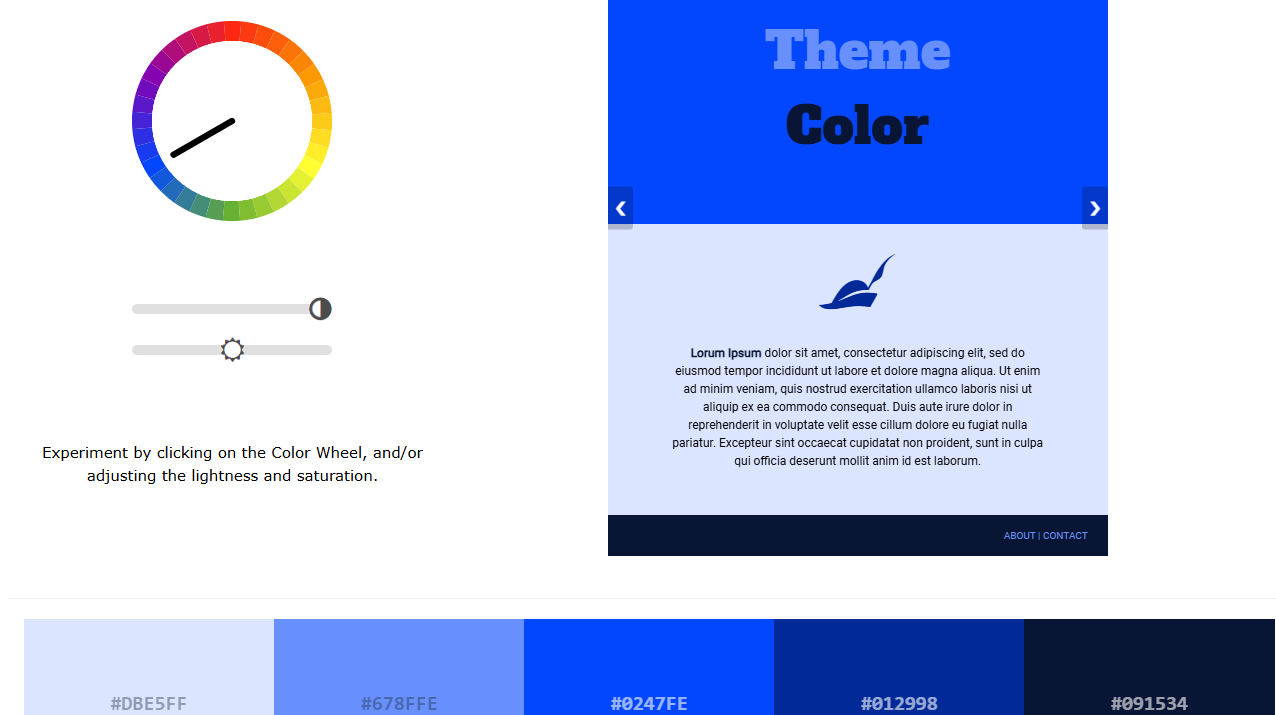 Theme
Color
❮
❯
Lorum Ipsum dolor sit amet, consectetur adipiscing elit, sed do
eiusmod tempor incididunt ut labore et dolore magna aliqua. Ut enim
ad minim veniam, quis nostrud exercitation ullamco laboris nisi ut
aliquip ex ea commodo consequat. Duis aute irure dolor in
reprehenderit in voluptate velit esse cillum dolore eu fugiat nulla
pariatur. Excepteur sint occaecat cupidatat non proident, sunt in culpa
qui officia deserunt mollit anim id est laborum.
ABOUT | CONTACT
Experiment by clicking on the Color Wheel, and/or
adjusting the lightness and saturation.
#DBE5FF
#678FFE
#0247FE
#012998
#091534